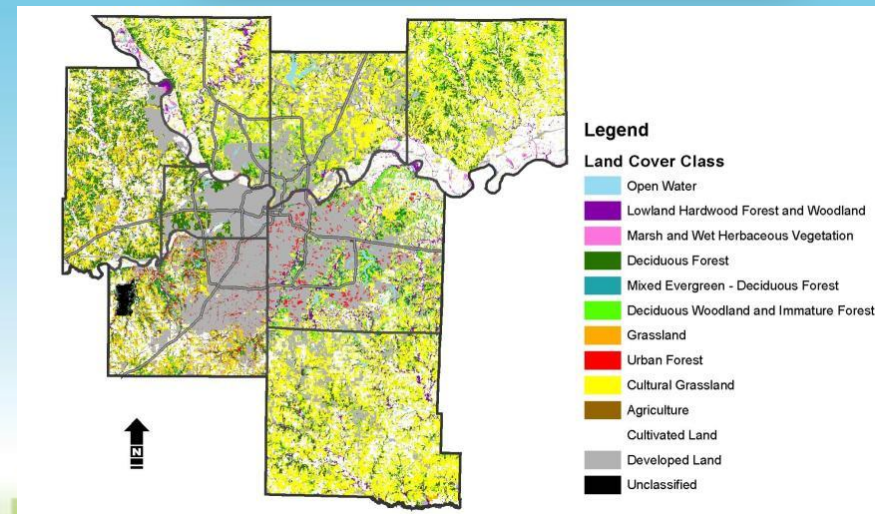 Legend
Land Cover Class
Open Water
Lowland Hardwood Forest and Woodland
Marsh and Wet Herbaceous Vegetation
Deciduous Forest
Mixed Evergreen - Deciduous Forest
Deciduous Woodland and Immature Forest
Grassland
Urban Forest
Cultural Grassland
Agriculture
Cultivated Land
Developed Land
Unclassified
N